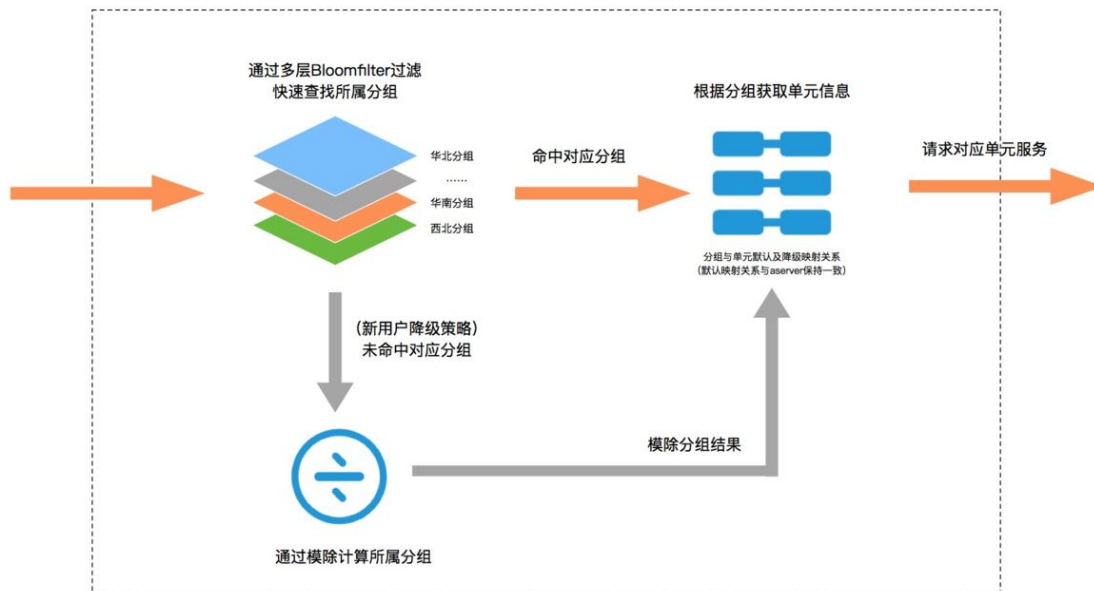 通过多层Bloomfilter过滤
快速查找所属分组
华北分组
......
华南分组
西北分组
命中对应分组
根据分组获取单元信息
请求对应单元服务
分组与单元默认及降级映射关系
(默认映射关系与aserver保持一致)
(新用户降级策略)
未命中对应分组
模除分组结果
通过模除计算所属分组